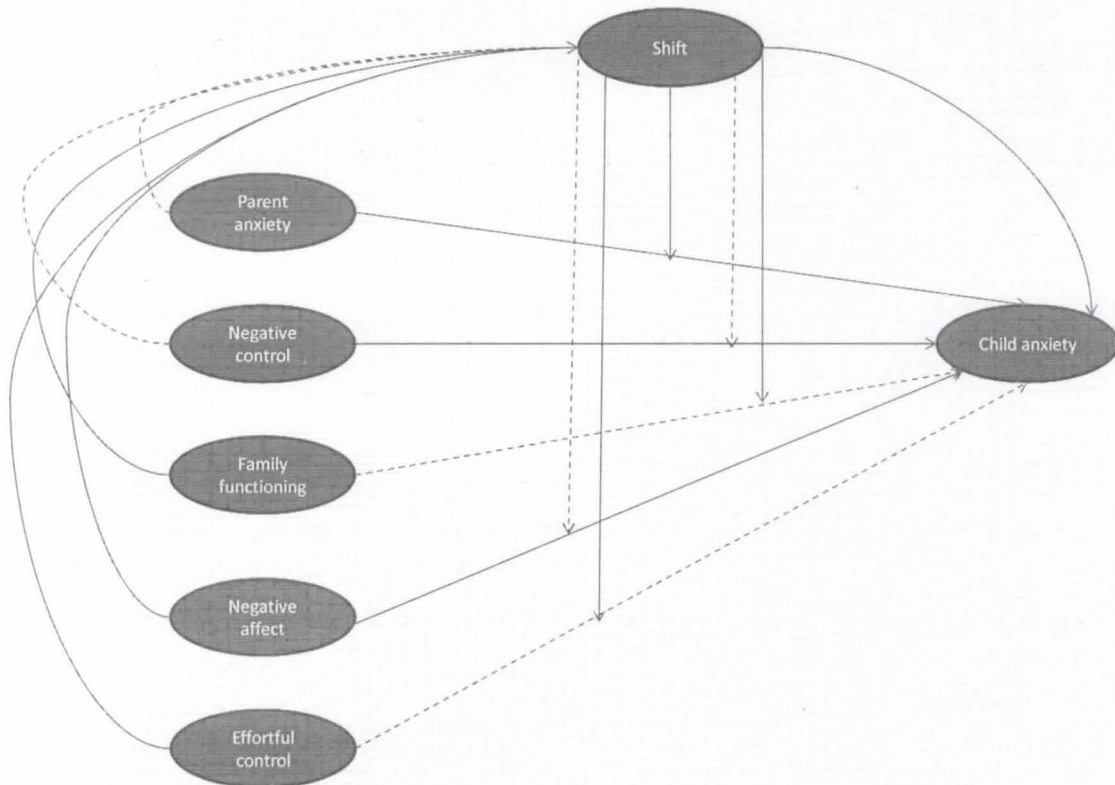 Shift
Parent
anxiety
Negative
control
Child anxiety
Family
functioning
Negative
affect
Effortful
control